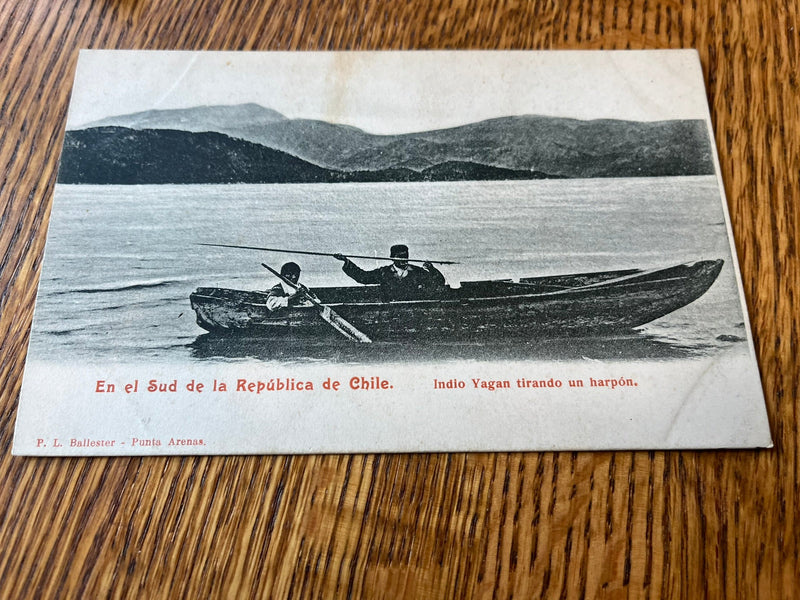 En el Sud de la República de Chile. Indio Yagan tirando un harpón.
P. L. Ballester - Punta Arenas.